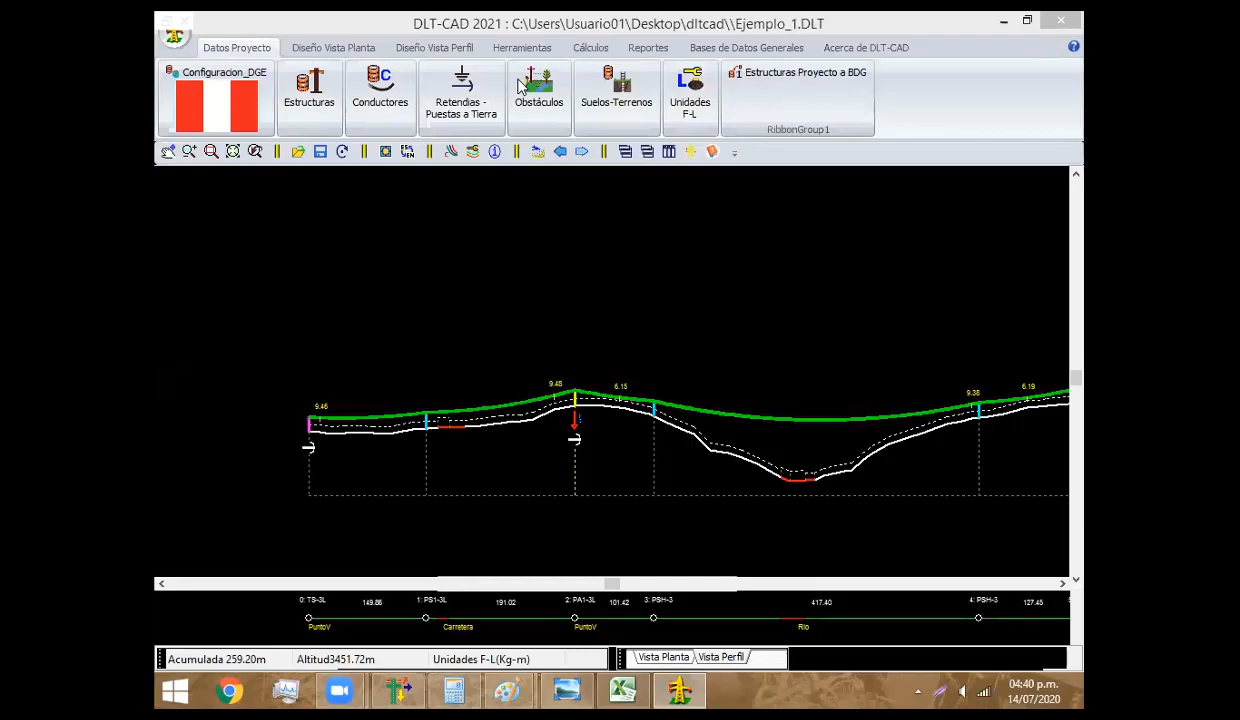 DLT-CAD 2021 : C:\Users\Usuario01\Desktop\dltcad\\Ejemplo_1.DLT
Datos Proyecto Diseño Vista Planta Diseño Vista Perfil Herramientas Cálculos Reportes Bases de Datos Generales Acerca de DLT-CAD
Configuracion_DGE
Estructuras
Conductores
Retendias -
Puestas a Tierra
Obstáculos
Suelos-Terrenos
Unidades
F-L
Estructuras Proyecto a BDG
RibbonGroup1
9.46 9.48 6.15 9.38 6.19
0: TS-3L 149.86 1: PS1-3L 191.02 2: PA1-3L 101.42 3: PSH-3 417.40 4: PSH-3 127.45
PuntoV Carretera PuntoV Rio
Acumulada 259.20m Altitud3451.72m Unidades F-L(Kg-m) Vista Planta Vista Perfil
04:40 p.m.
14/07/2020